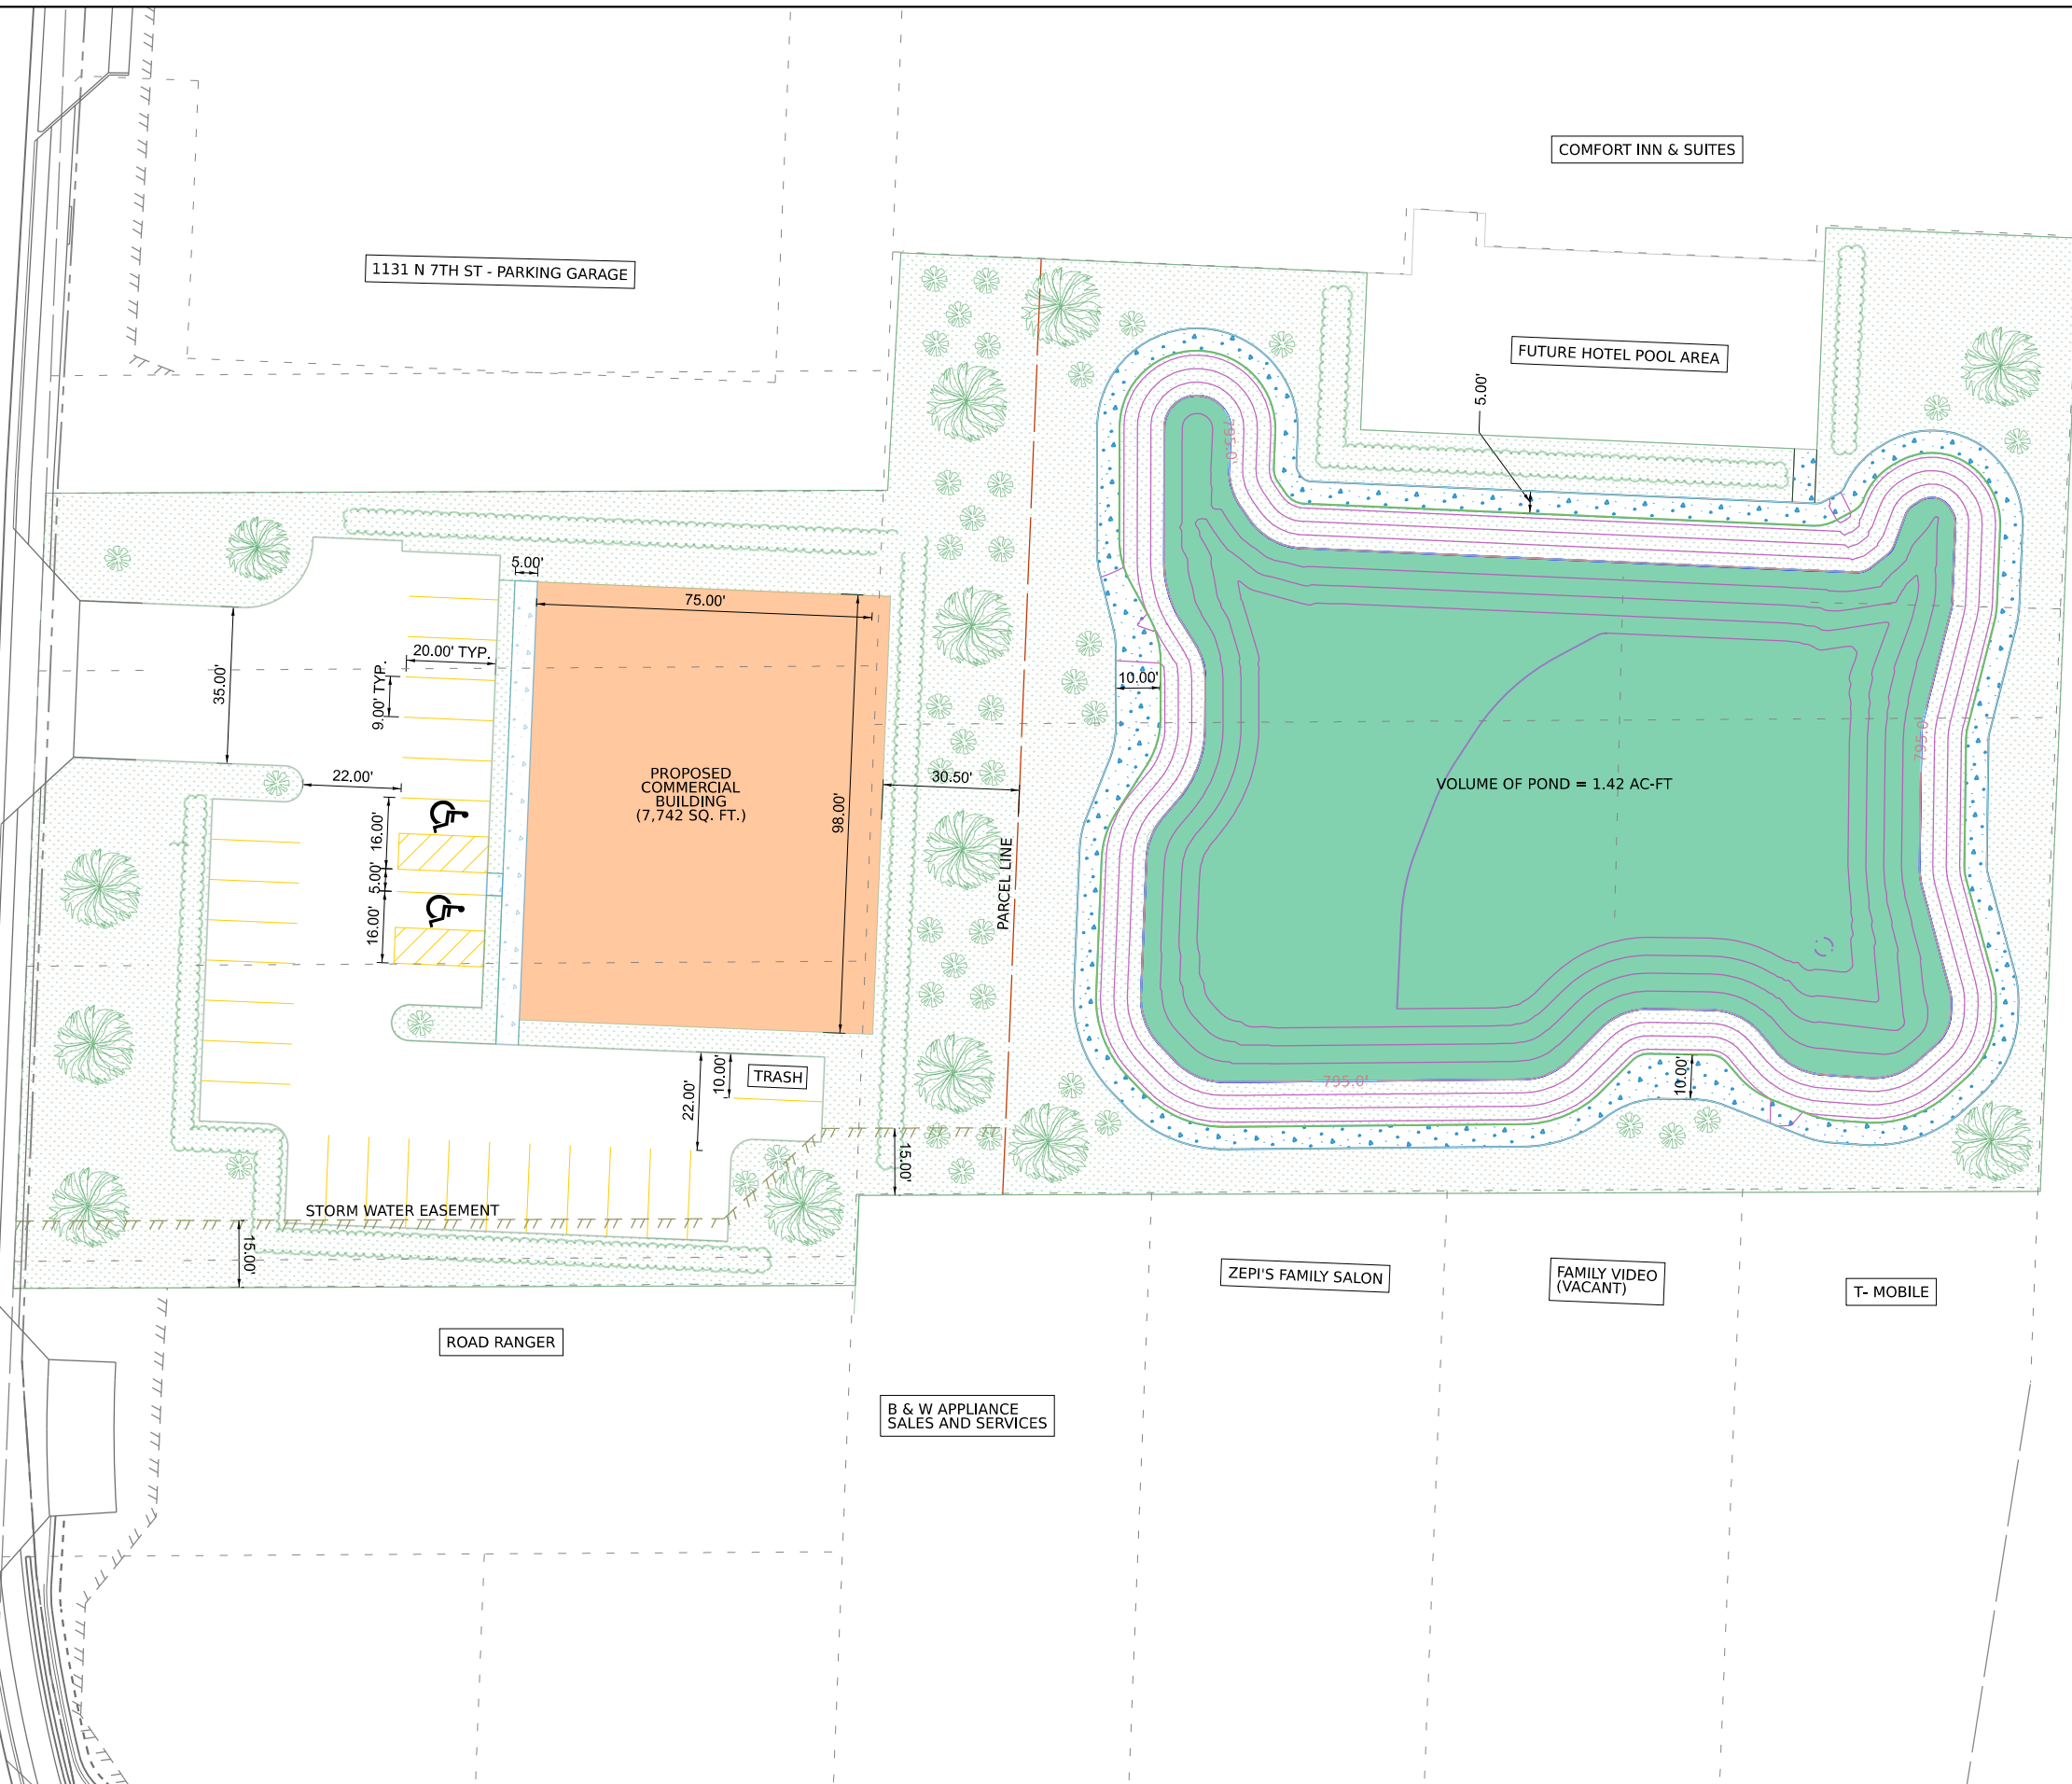 COMFORT INN & SUITES
1131 N 7TH ST - PARKING GARAGE
FUTURE HOTEL POOL AREA
5.00'
795.0'
5.00'
75.00'
20.00' TYP.
9.00' TYP.
35.00'
10.00'
22.00'
30.50'
PROPOSED
COMMERCIAL
BUILDING
(7,742 SQ. FT.)
98.00'
VOLUME OF POND = 1.42 AC-FT
795.0'
16.00'
5.00'
16.00'
PARCEL LINE
TRASH
10.00'
22.00'
795.0'
10.00'
15.00'
STORM WATER EASEMENT
15.00'
ZEPI'S FAMILY SALON
FAMILY VIDEO
(VACANT)
T- MOBILE
ROAD RANGER
B & W APPLIANCE
SALES AND SERVICES